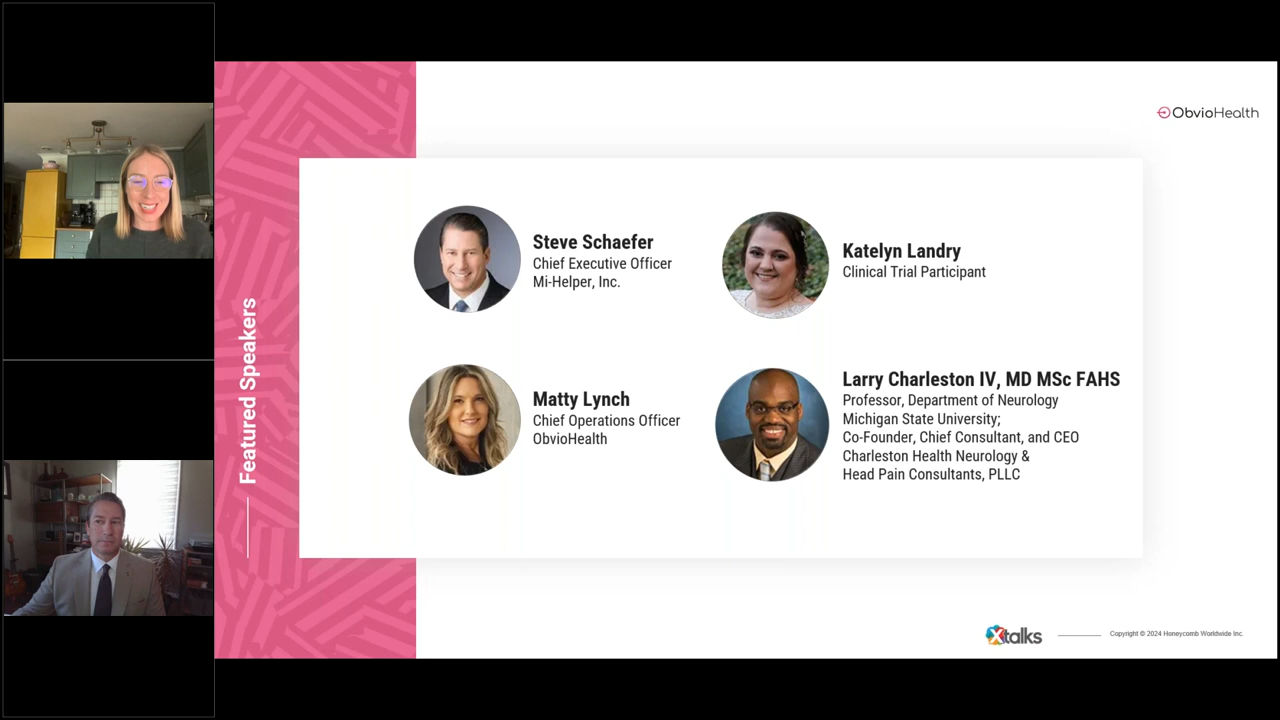 ObvioHealth
Featured Speakers
Steve Schaefer
Chief Executive Officer
Mi-Helper, Inc.
Katelyn Landry
Clinical Trial Participant
Matty Lynch
Chief Operations Officer
ObvioHealth
Larry Charleston IV, MD MSc FAHS
Professor, Department of Neurology
Michigan State University;
Co-Founder, Chief Consultant, and CEO
Charleston Health Neurology &
Head Pain Consultants, PLLC
Xtalks
Copyright © 2024 Honeycomb Worldwide Inc.